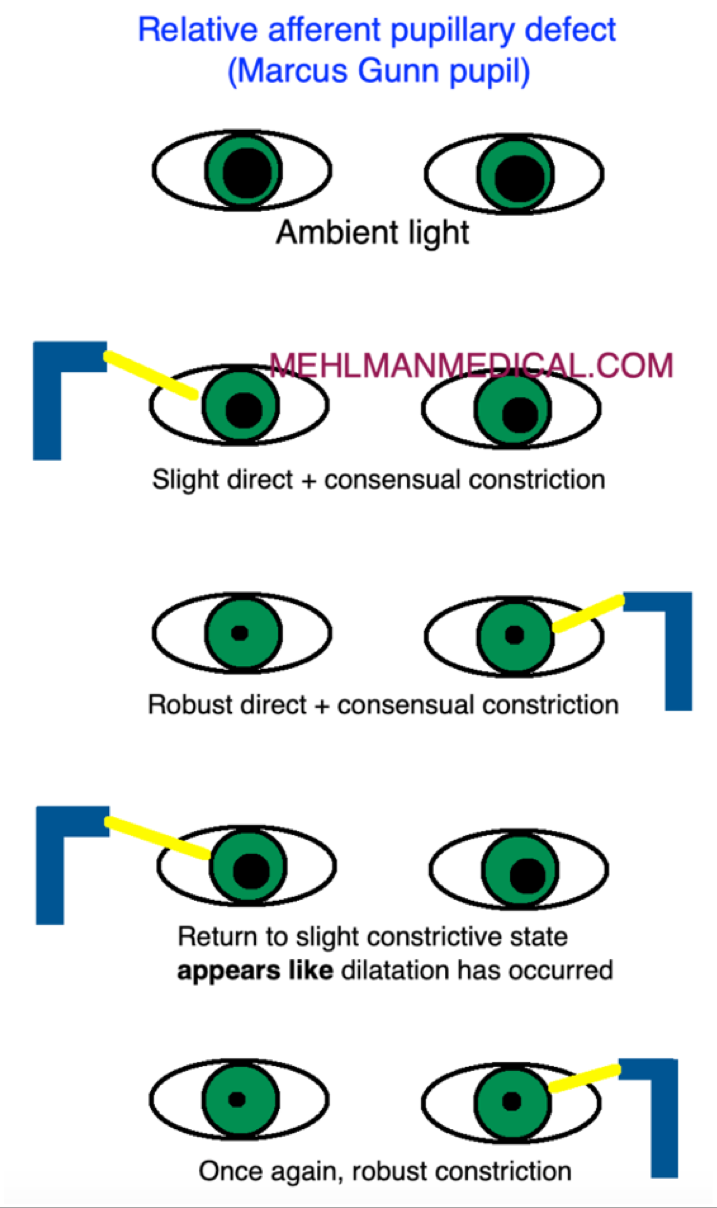 Relative afferent pupillary defect
(Marcus Gunn pupil)
Ambient light
MEHLMANMEDICAL.COM
Slight direct + consensual constriction
Robust direct + consensual constriction
Return to slight constrictive state
appears like dilatation has occurred
Once again, robust constriction